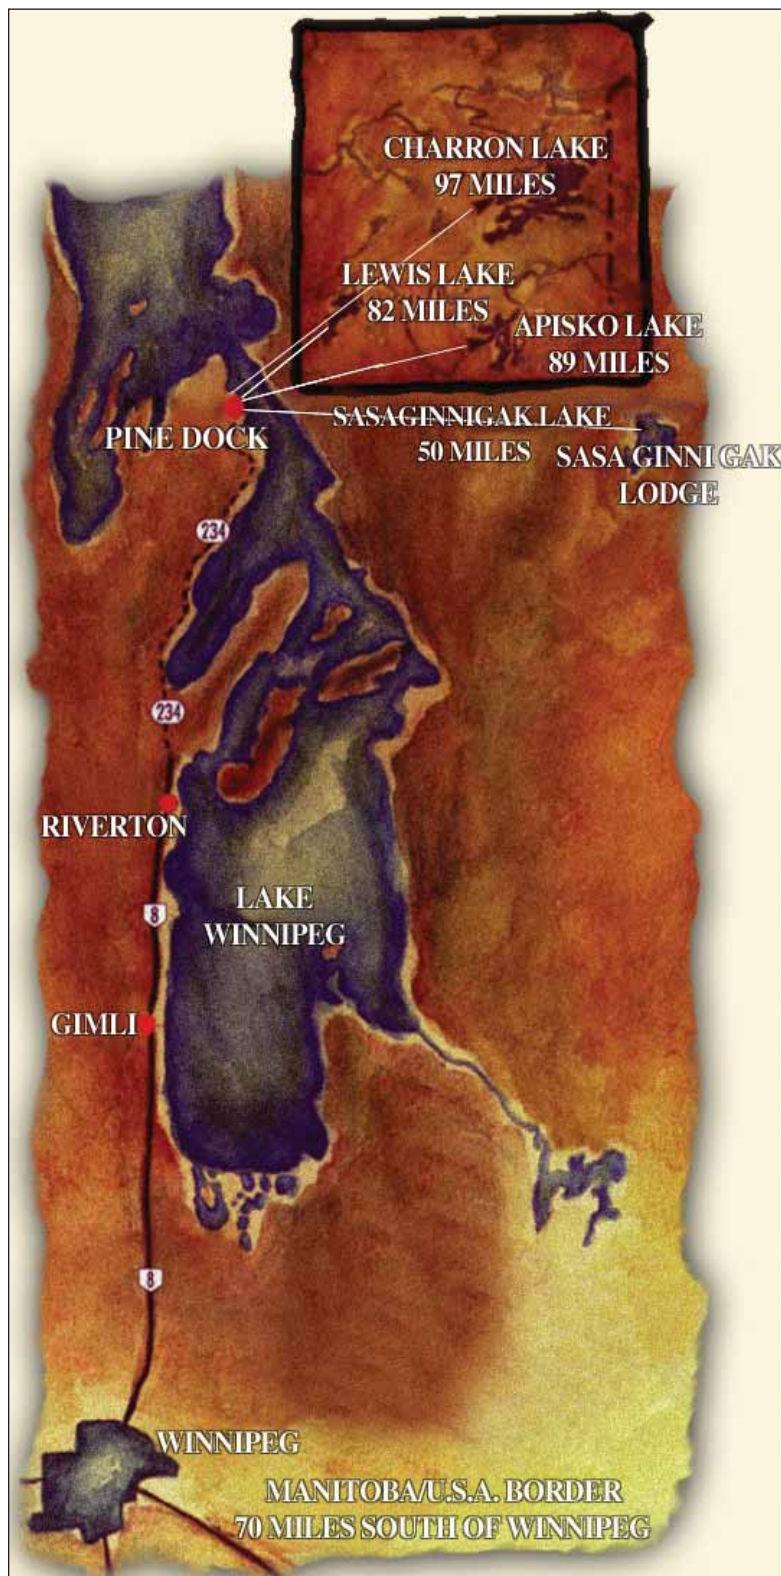 CHARRON LAKE
97 MILES
LEWIS LAKE
82 MILES
APISKO LAKE
89 MILES
PINE DOCK
SASAGINNIGAK LAKE
50 MILES
SASA GINNI GAK
LODGE
234
234
RIVERTON
8
LAKE
WINNIPEG
GIMLI
8
WINNIPEG
MANITOBA/U.S.A. BORDER
70 MILES SOUTH OF WINNIPEG